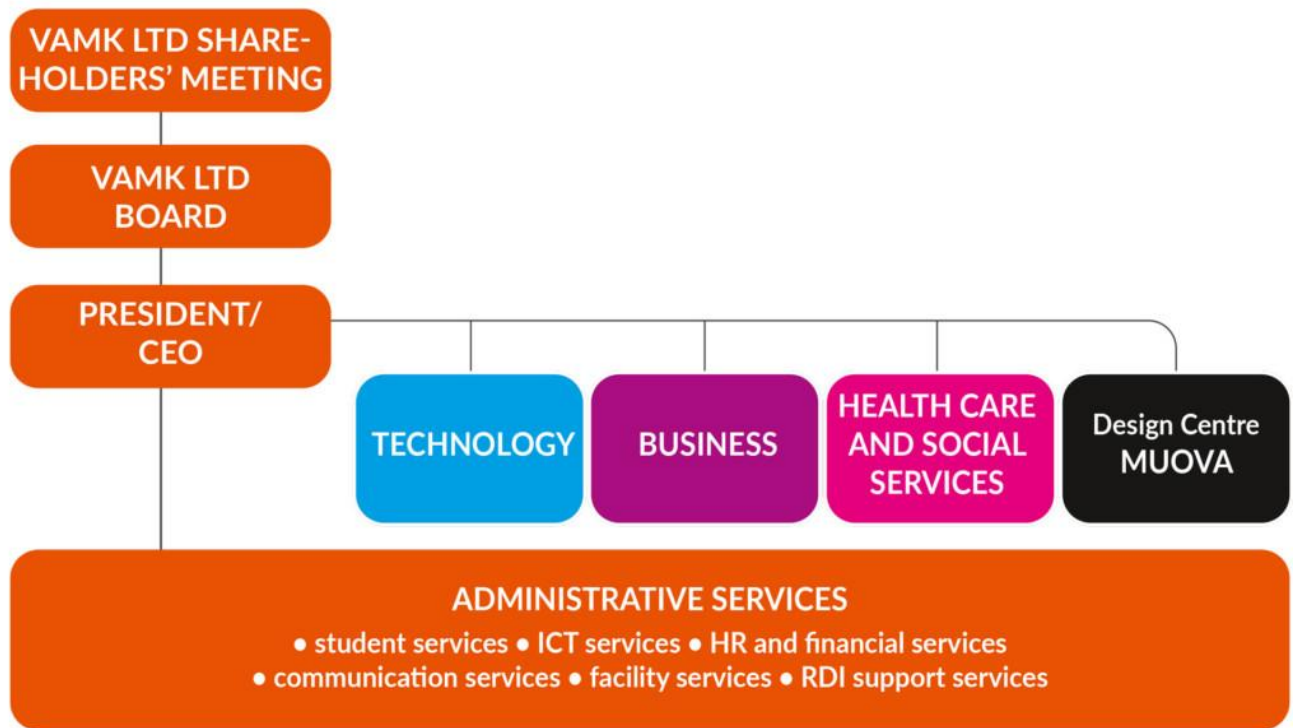 VAMK LTD SHARE-
HOLDERS' MEETING
VAMK LTD
BOARD
PRESIDENT/
CEO
TECHNOLOGY
BUSINESS
HEALTH CARE
AND SOCIAL
SERVICES
Design Centre
MUOVA
ADMINISTRATIVE SERVICES
● student services ● ICT services ● HR and financial services
● communication services ● facility services ● RDI support services